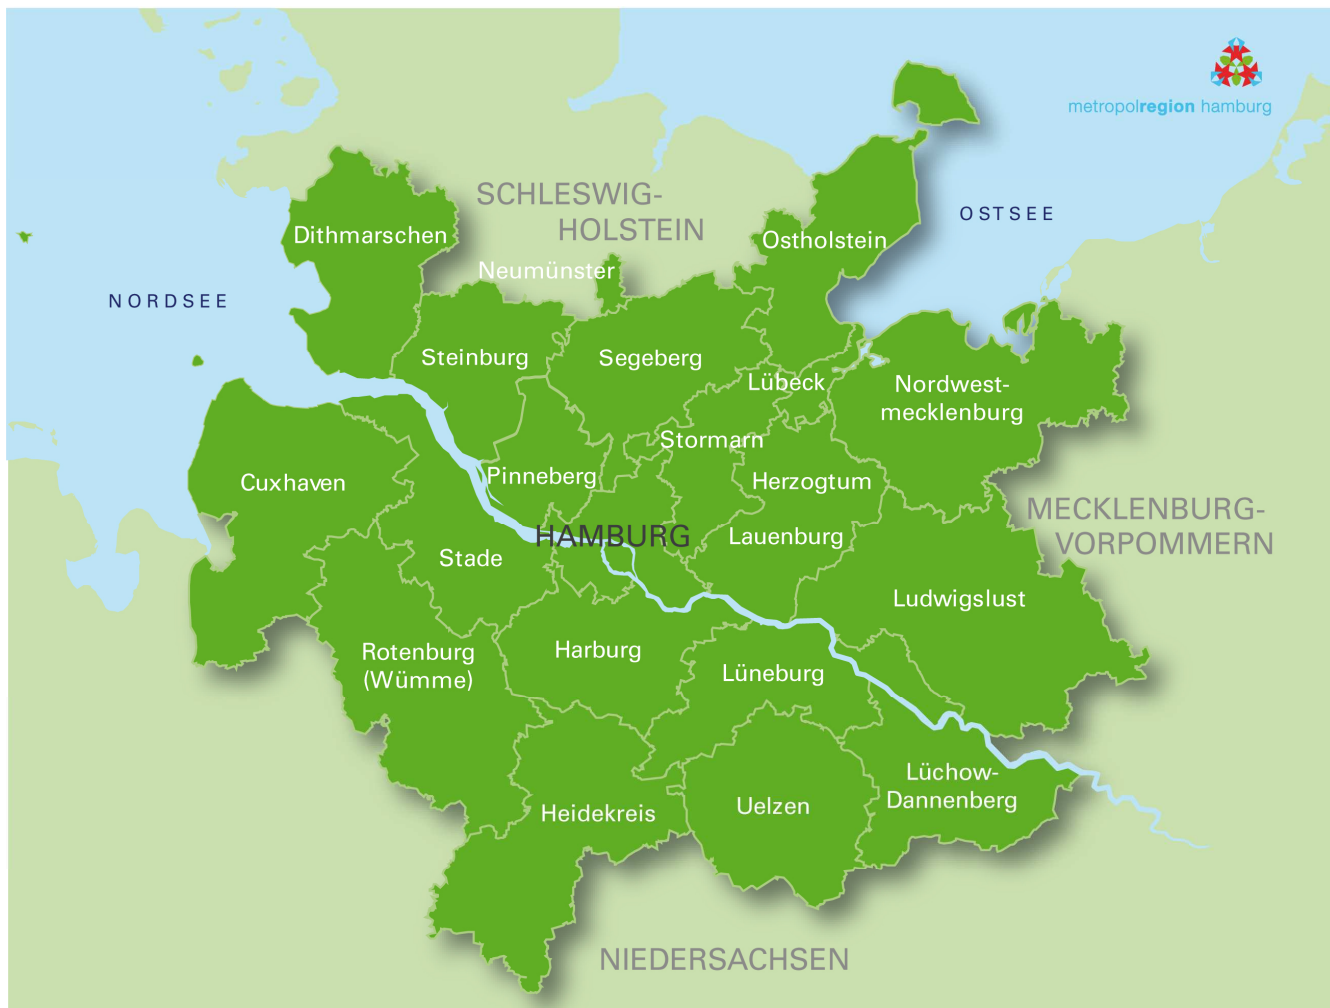 metropolregion hamburg
SCHLESWIG-
HOLSTEIN
OSTSEE
Dithmarschen
Ostholstein
Neumünster
NORDSEE
Steinburg
Segeberg
Lübeck
Nordwest-
mecklenburg
Stormarn
Pinneberg
Cuxhaven
Herzogtum
Lauenburg
MECKLENBURG-
VORPOMMERN
HAMBURG
Stade
Ludwigslust
Rotenburg
(Wümme)
Harburg
Lüneburg
Lüchow-
Dannenberg
Heidekreis
Uelzen
NIEDERSACHSEN